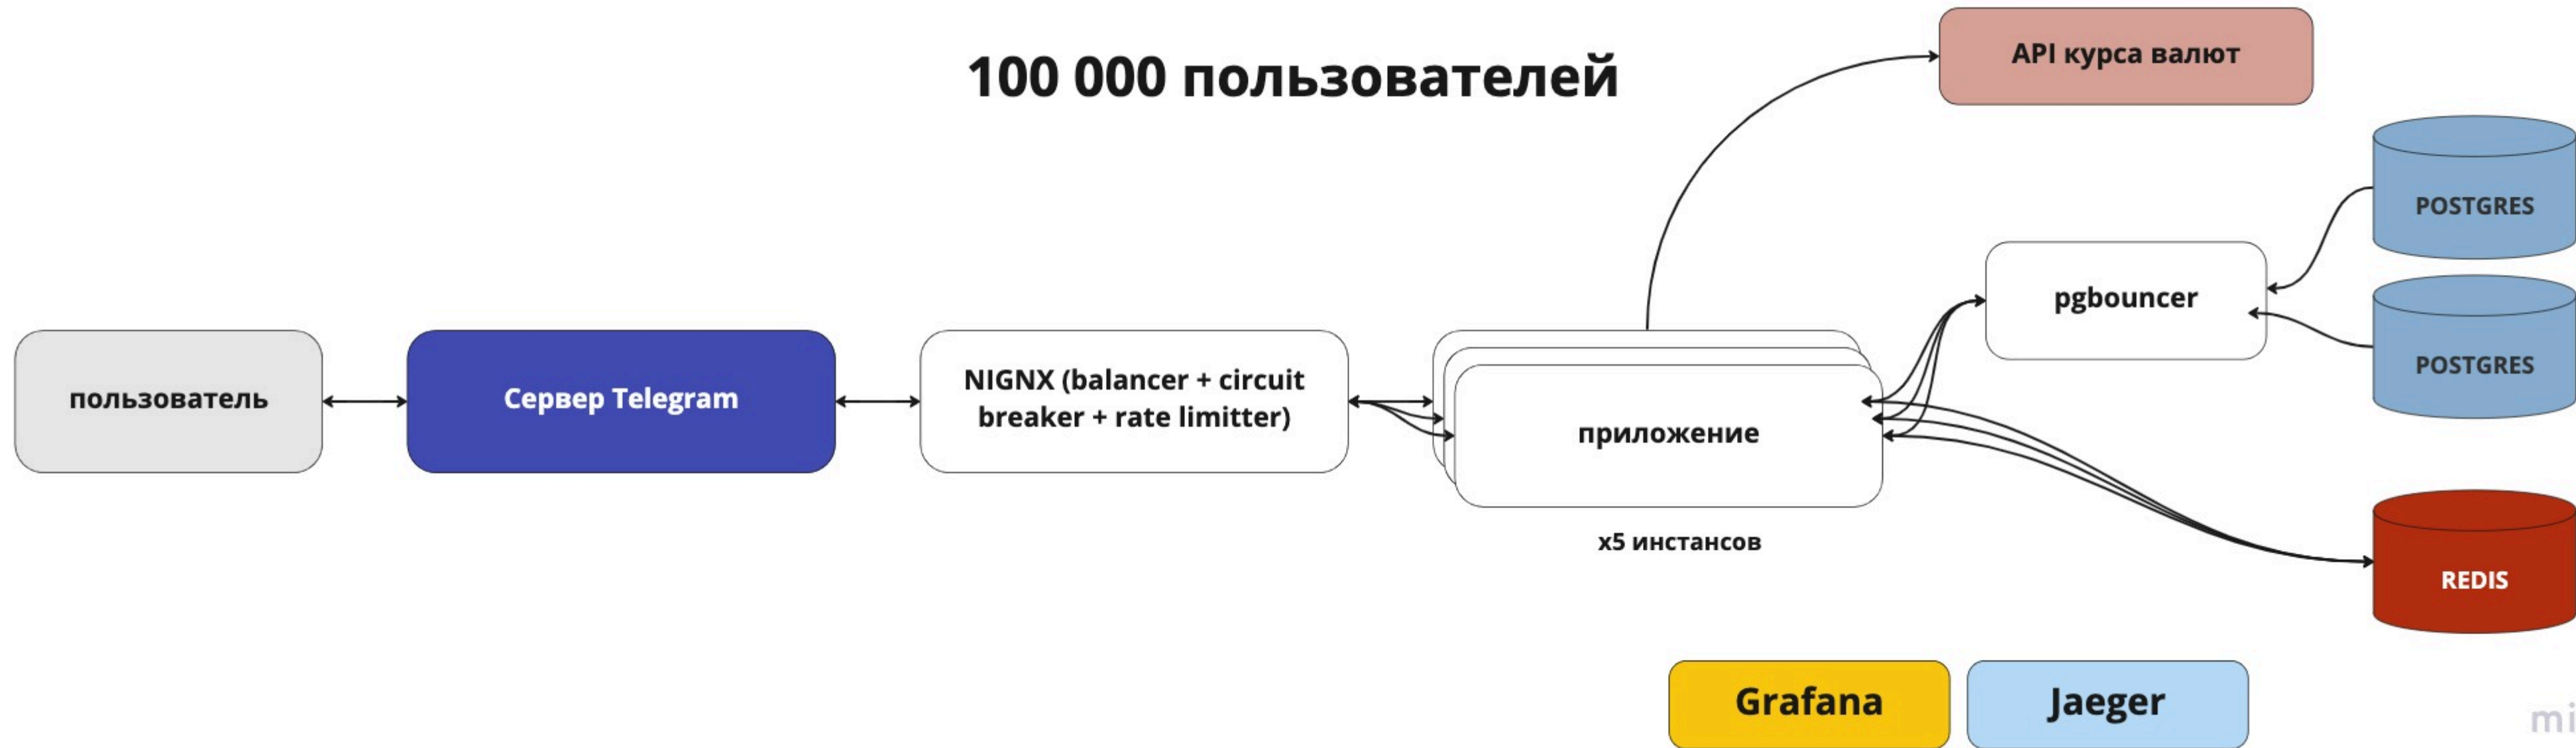 100 000 пользователей
API курса валют
POSTGRES
pgbouncer
POSTGRES
пользователь
Сервер Telegram
NIGNX (balancer + circuit
breaker + rate limitter)
приложение
x5 инстансов
REDIS
Grafana
Jaeger
mi